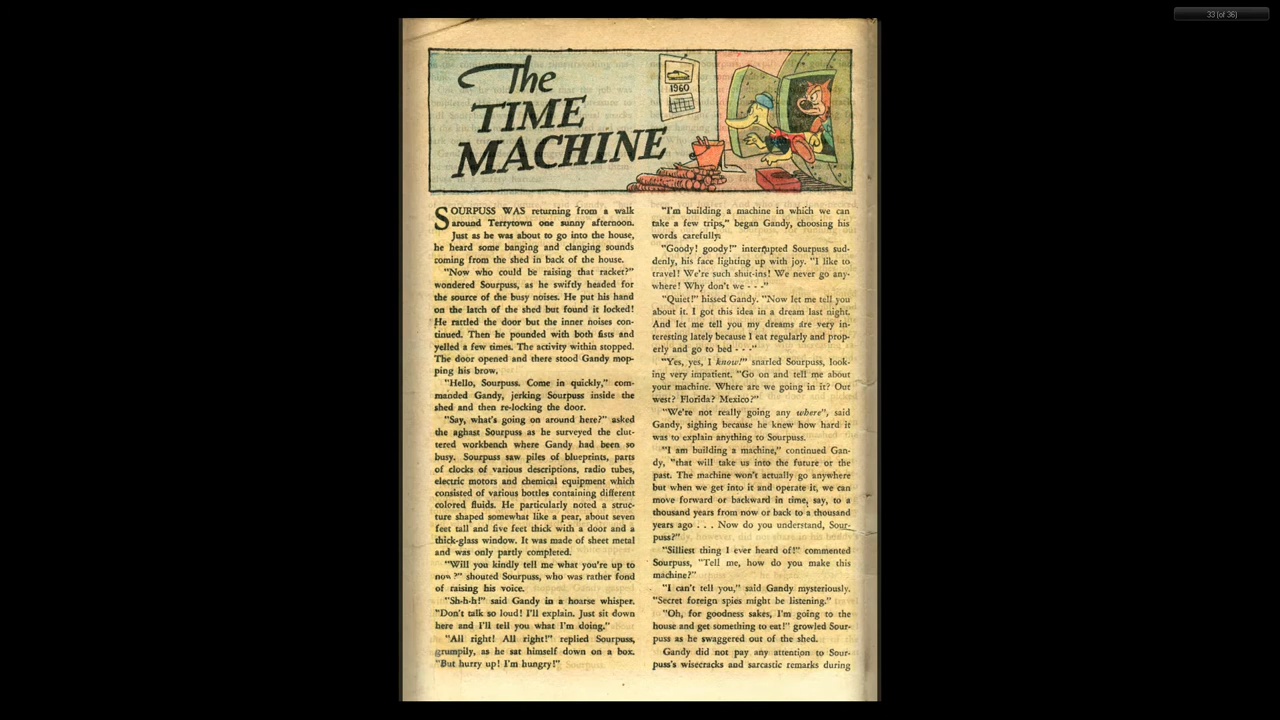 33 [of 36]
The
TIME
MACHINE
1960
SOURPUSS WAS returning from a walk
around Terrytown one sunny afternoon.
Just as he was about to go into the house,
he heard some banging and clanging sounds
coming from the shed in back of the house.
"Now who could be raising that racket?"
wondered Sourpuss, as he swiftly headed for
the source of the busy noises. He put his hand
on the latch of the shed but found it locked!
He rattled the door but the inner noises con-
tinued. Then he pounded with both fists and
yelled a few times. The activity within stopped.
The door opened and there stood Gandy mop-
ping his brow.
"Hello, Sourpuss. Come in quickly," com-
manded Gandy, jerking Sourpuss inside the
shed and then re-locking the door.
"Say, what's going on around here?" asked
the aghast Sourpuss as he surveyed the clut-
tered workbench where Gandy had been so
busy. Sourpuss saw piles of blueprints, parts
of clocks of various descriptions, radio tubes,
electric motors and chemical equipment which
consisted of various bottles containing different
colored fluids. He particularly noted a struc-
ture shaped somewhat like a pear, about seven
feet tall and five feet thick with a door and a
thick-glass window. It was made of sheet metal
and was only partly completed.
"Will you kindly tell me what you're up to
now?" shouted Sourpuss, who was rather fond
of raising his voice.
"Sh-h-h!" said Gandy in a hoarse whisper.
"Don't talk so loud! I'll explain. Just sit down
here and I'll tell you what I'm doing."
"All right! All right!" replied Sourpuss,
grumpily, as he sat himself down on a box.
"But hurry up! I'm hungry!"
"I'm building a machine in which we can
take a few trips," began Gandy, choosing his
words carefully.
"Goody! goody!" interrupted Sourpuss sud-
denly, his face lighting up with joy. "I like to
travel! We're such shut-ins! We never go any-
where! Why don't we - - -"
"Quiet!" hissed Gandy. "Now let me tell you
about it. I got this idea in a dream last night.
And let me tell you my dreams are very in-
teresting lately because I eat regularly and prop-
erly and go to bed - - -"
"Yes, yes, I know!" snarled Sourpuss, look-
ing very impatient. "Go on and tell me about
your machine. Where are we going in it? Out
west? Florida? Mexico?"
"We're not really going any where", said
Gandy, sighing because he knew how hard it
was to explain anything to Sourpuss.
"I am building a machine," continued Gan-
dy, "that will take us into the future or the
past. The machine won't actually go anywhere
but when we get into it and operate it, we can
move forward or backward in time, say, to a
thousand years from now or back to a thousand
years ago . . . Now do you understand, Sour-
puss?"
"Silliest thing I ever heard of!" commented
Sourpuss, "Tell me, how do you make this
machine?"
"I can't tell you," said Gandy mysteriously.
"Secret foreign spies might be listening."
"Oh, for goodness sakes, I'm going to the
house and get something to eat!" growled Sour-
puss as he swaggered out of the shed.
Gandy did not pay any attention to Sour-
puss's wisecracks and sarcastic remarks during